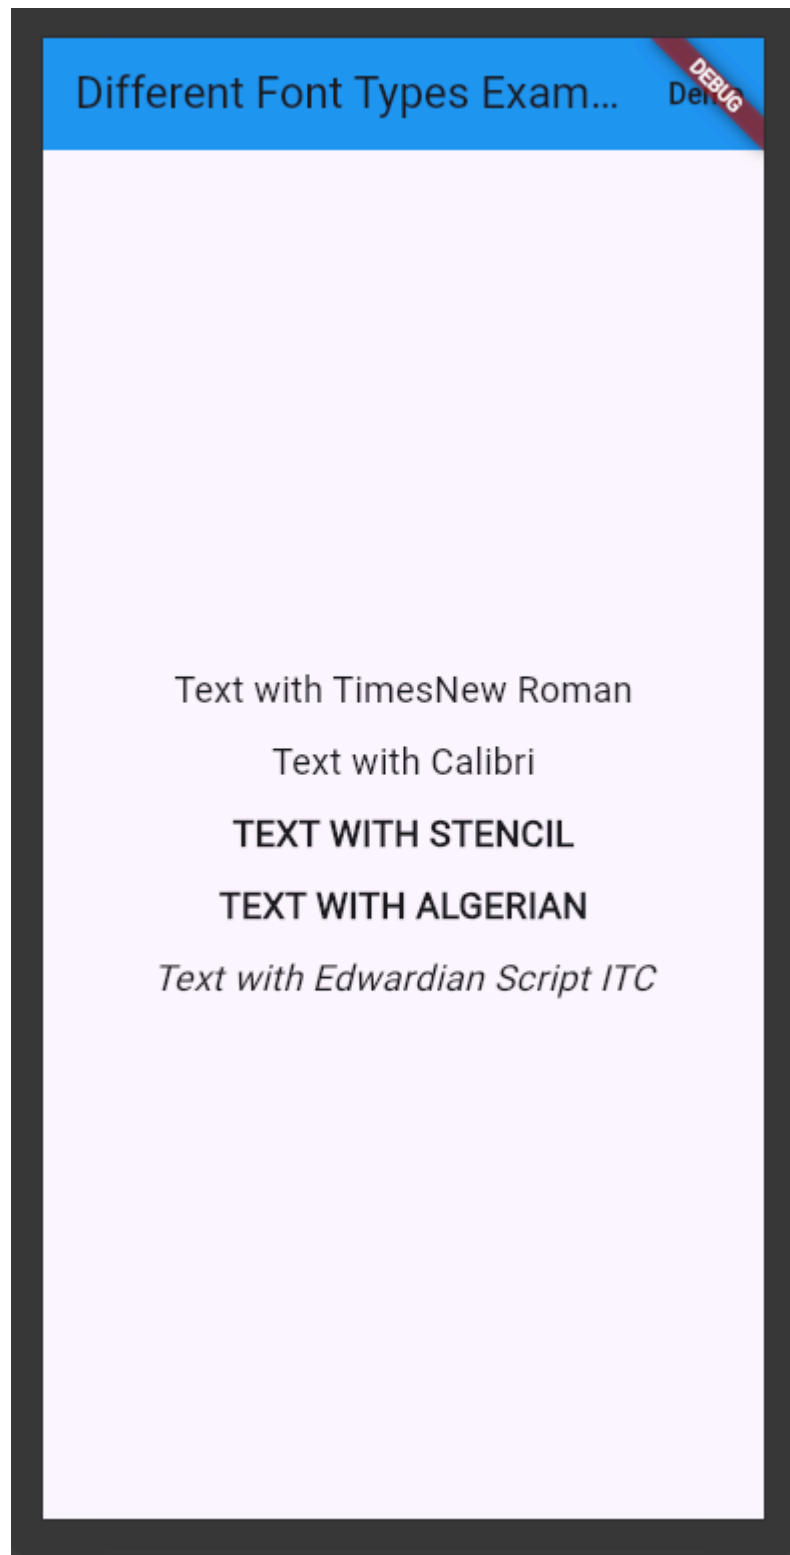 Different Font Types Exam...
DEBUG
Text with TimesNew Roman
Text with Calibri
TEXT WITH STENCIL
TEXT WITH ALGERIAN
Text with Edwardian Script ITC